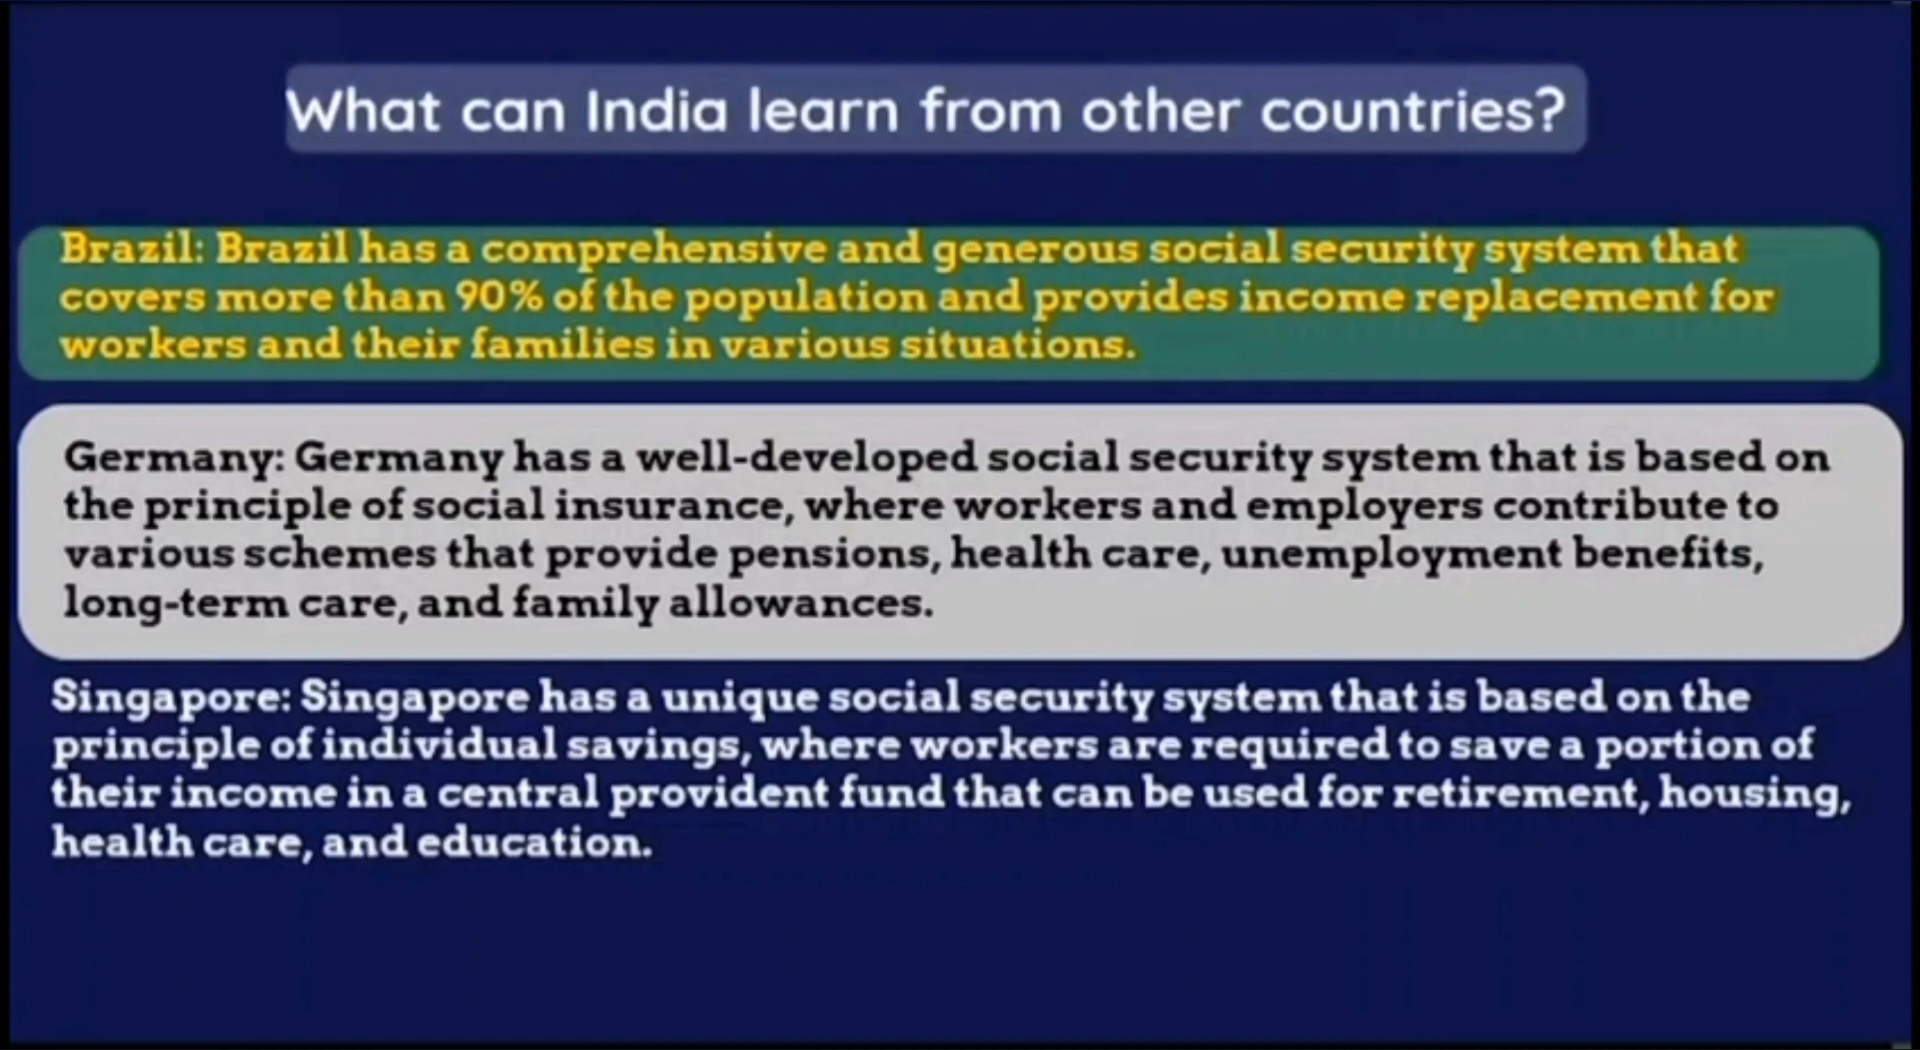 What can India learn from other countries?
Brazil: Brazil has a comprehensive and generous social security system that
covers more than 90% of the population and provides income replacement for
workers and their families in various situations.
Germany: Germany has a well-developed social security system that is based on
the principle of social insurance, where workers and employers contribute to
various schemes that provide pensions, health care, unemployment benefits,
long-term care, and family allowances.
Singapore: Singapore has a unique social security system that is based on the
principle of individual savings, where workers are required to save a portion of
their income in a central provident fund that can be used for retirement, housing,
health care, and education.